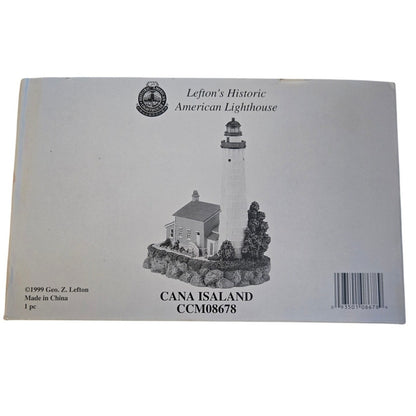 Lefton's Historic
American Lighthouse
CANA ISALAND
CCM08678
©1999 Geo. Z. Lefton
Made in China
1 pc